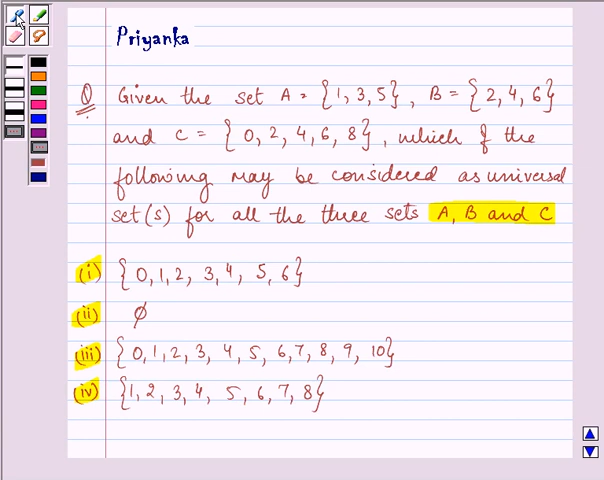 Priyanka
Q Given the set A = {1, 3, 5}, B = {2, 4, 6}
and C = {0, 2, 4, 6, 8}, which of the
following may be considered as universal
set(s) for all the three sets A, B and C
(i) {0, 1, 2, 3, 4, 5, 6}
(ii) ∅
(iii) {0, 1, 2, 3, 4, 5, 6, 7, 8, 9, 10}
(iv) {1, 2, 3, 4, 5, 6, 7, 8}